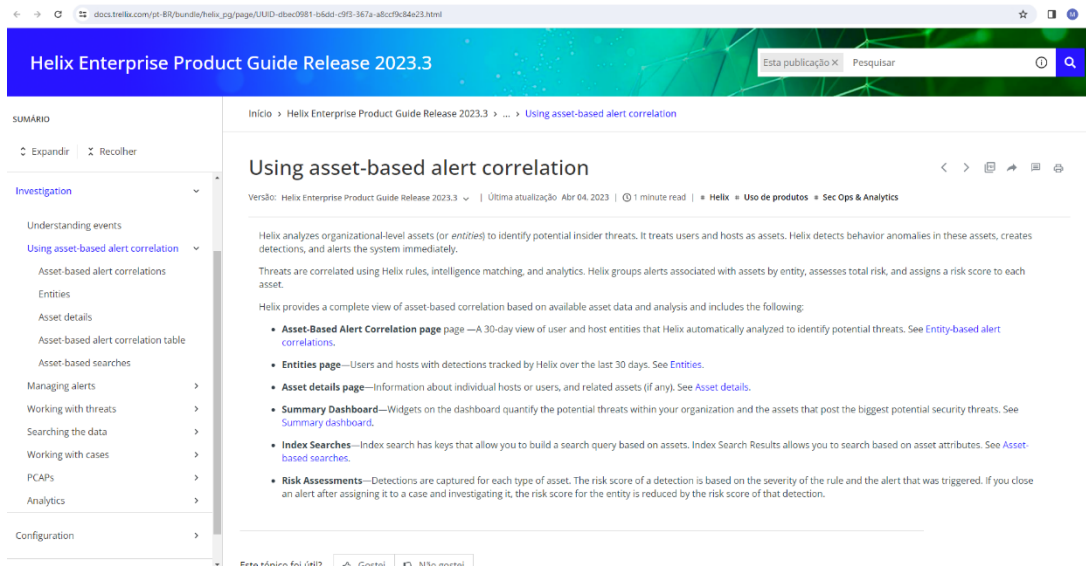 docs.trellix.com/pt-BR/bundle/helix_pg/page/UUID-dbec0981-b6dd-c9f3-367a-a8ccf9c84e23.html
M
Helix Enterprise Product Guide Release 2023.3
Esta publicação × Pesquisar
SUMÁRIO
Expandir
Recolher
Investigation
Understanding events
Using asset-based alert correlation
Asset-based alert correlations
Entities
Asset details
Asset-based alert correlation table
Asset-based searches
Managing alerts
Working with threats
Searching the data
Working with cases
PCAPs
Analytics
Configuration
Início > Helix Enterprise Product Guide Release 2023.3 > ... > Using asset-based alert correlation
Using asset-based alert correlation
Versão: Helix Enterprise Product Guide Release 2023.3 | Última atualização Abr 04, 2023 | 1 minute read | Helix Uso de produtos Sec Ops & Analytics
Helix analyzes organizational-level assets (or entities) to identify potential insider threats. It treats users and hosts as assets. Helix detects behavior anomalies in these assets, creates
detections, and alerts the system immediately.
Threats are correlated using Helix rules, intelligence matching, and analytics. Helix groups alerts associated with assets by entity, assesses total risk, and assigns a risk score to each
asset.
Helix provides a complete view of asset-based correlation based on available asset data and analysis and includes the following:
• Asset-Based Alert Correlation page page —A 30-day view of user and host entities that Helix automatically analyzed to identify potential threats. See Entity-based alert
correlations.
• Entities page—Users and hosts with detections tracked by Helix over the last 30 days. See Entities.
• Asset details page—Information about individual hosts or users, and related assets (if any). See Asset details.
• Summary Dashboard—Widgets on the dashboard quantify the potential threats within your organization and the assets that post the biggest potential security threats. See
Summary dashboard.
• Index Searches—Index search has keys that allow you to build a search query based on assets. Index Search Results allows you to search based on asset attributes. See Asset-
based searches.
• Risk Assessments—Detections are captured for each type of asset. The risk score of a detection is based on the severity of the rule and the alert that was triggered. If you close
an alert after assigning it to a case and investigating it, the risk score for the entity is reduced by the risk score of that detection.
Este tópico foi útil? Gostei Não gostei